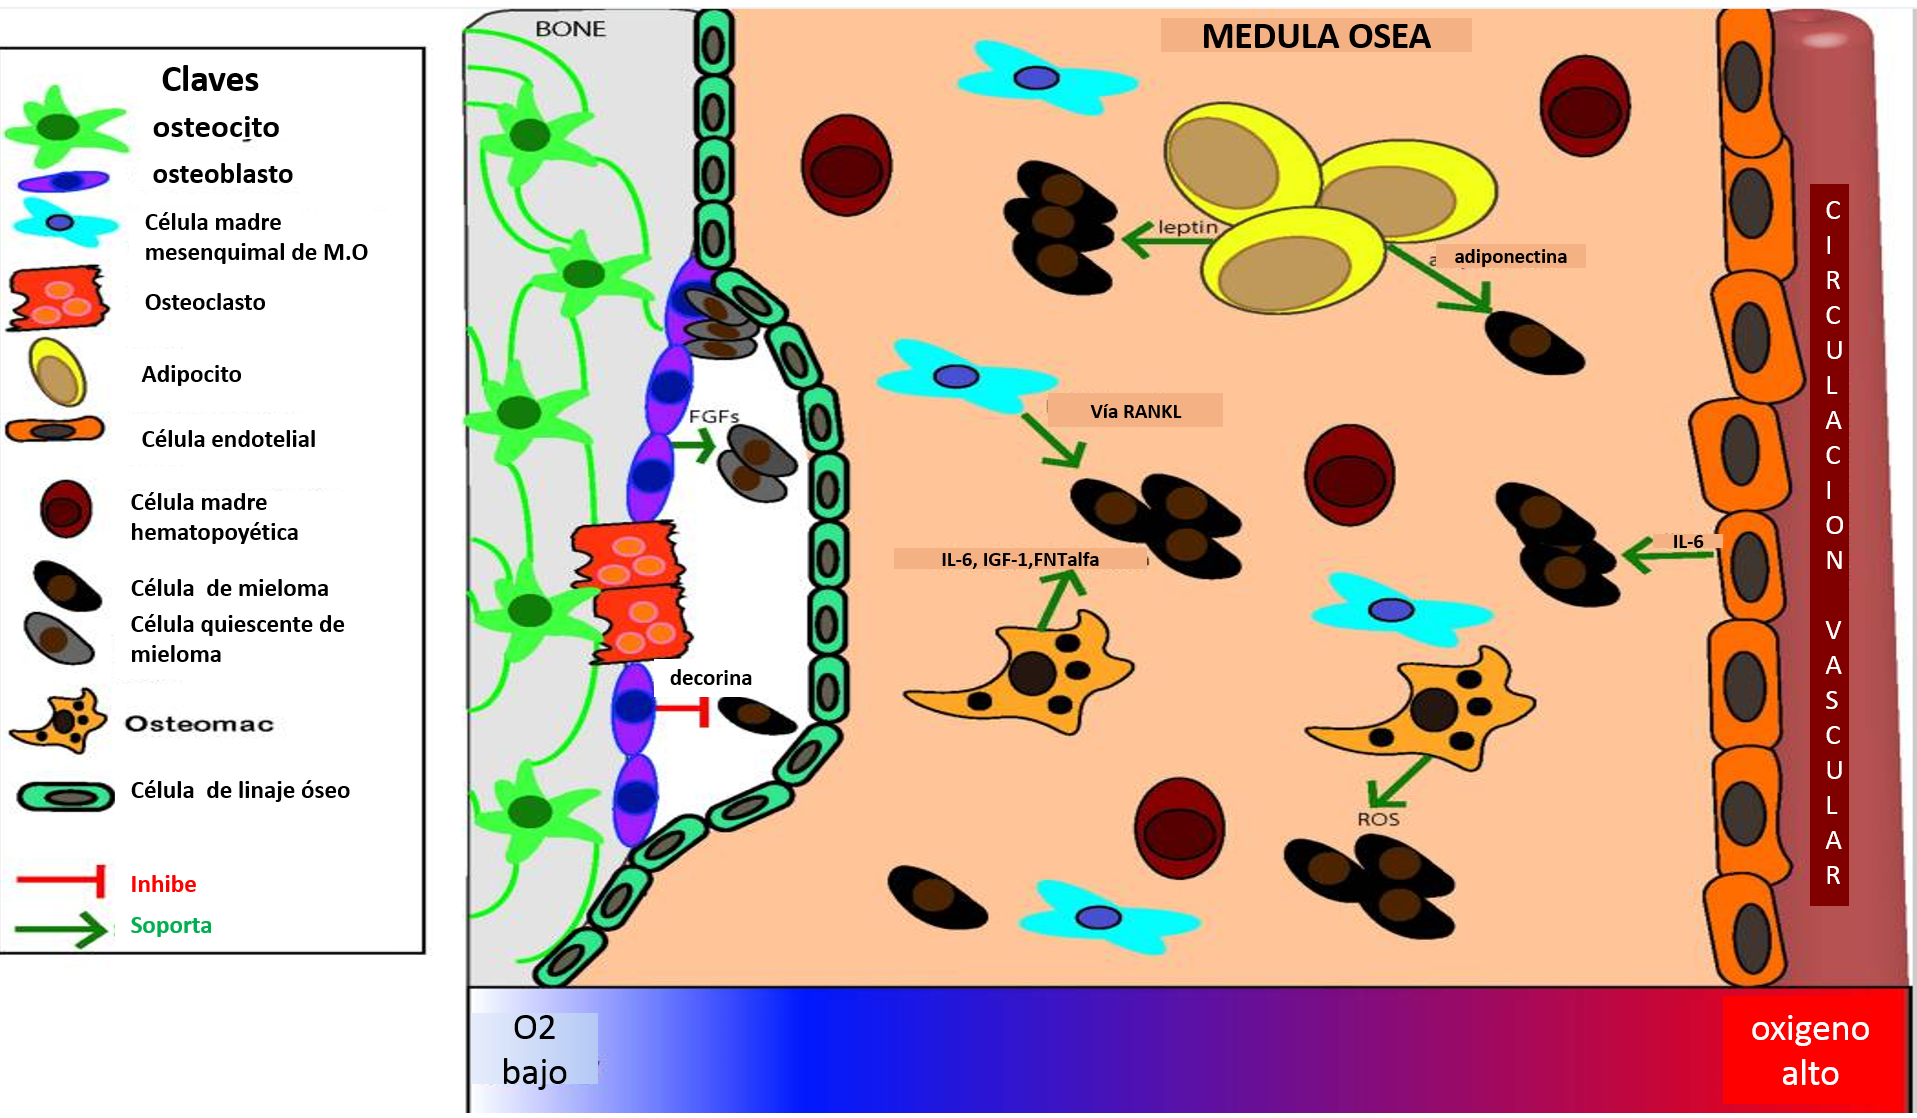 Claves
osteocito
osteoblasto
Célula madre
mesenquimal de M.O
Osteoclasto
Adipocito
Célula endotelial
Célula madre
hematopoyética
Célula de mieloma
Célula quiescente de
mieloma
Osteomac
Célula de linaje óseo
Inhibe
Soporta
BONE
MEDULA OSEA
leptin
adiponectina
Vía RANKL
FGFs
IL-6, IGF-1,FNTalfa
IL-6
decorina
ROS
CIRCULACION VASCULAR
O2
bajo
oxigeno
alto